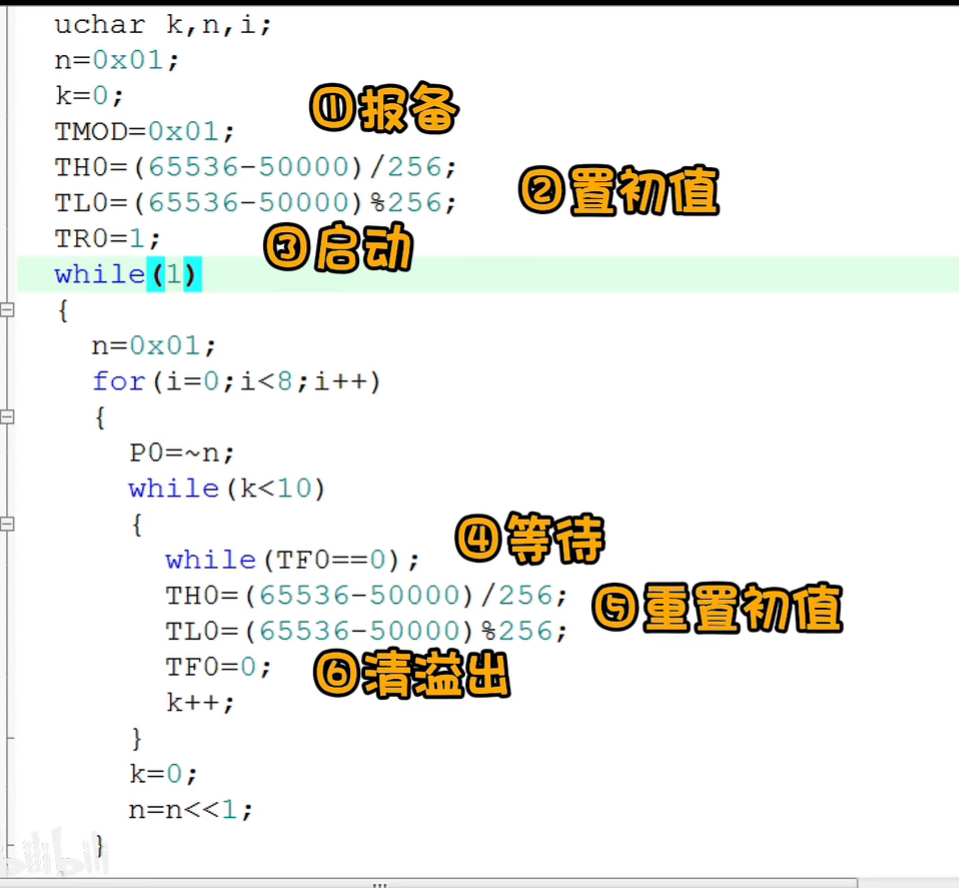 uchar k,n,i;
n=0x01;
k=0;
①报备
TMOD=0x01;
TH0=(65536-50000)/256;
②置初值
TL0=(65536-50000)%256;
TR0=1;
③启动
while(1)
{
n=0x01;
for(i=0;i<8;i++)
{
P0=~n;
while(k<10)
{
④等待
while(TF0==0);
TH0=(65536-50000)/256;
⑤重置初值
TL0=(65536-50000)%256;
TF0=0;
⑥清溢出
k++;
}
k=0;
n=n<<1;
}
bilibili